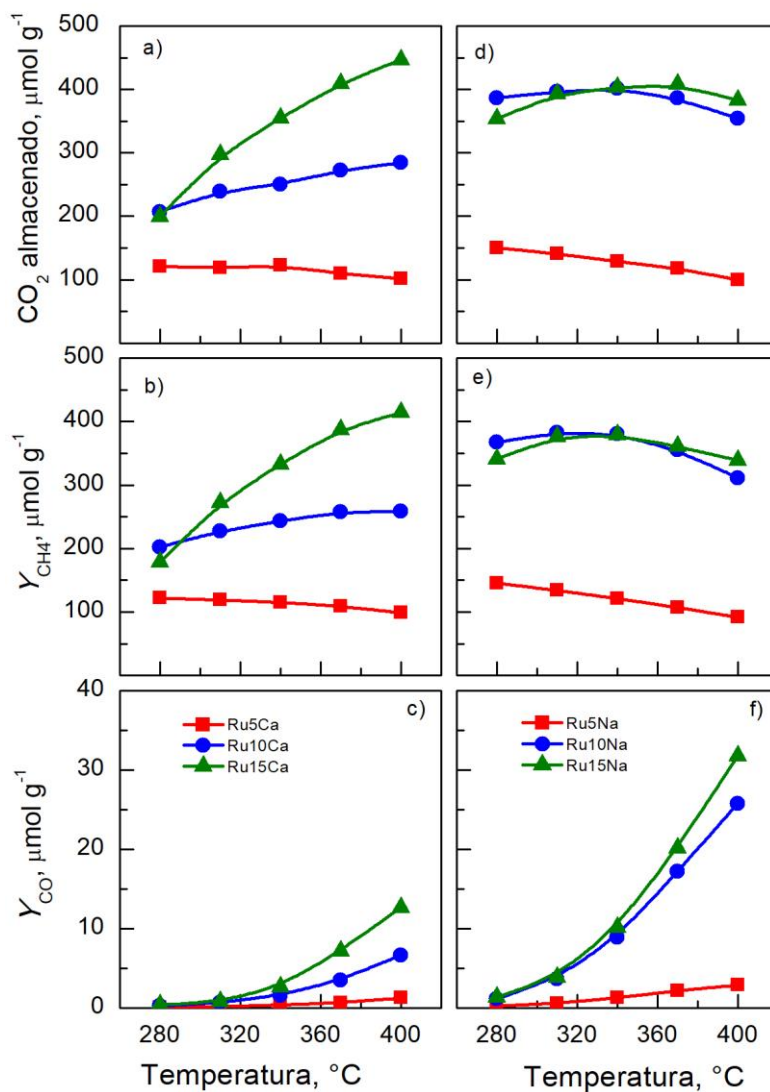 a)
500
400
300
200
100
CO2 almacenado, μmol g-1
d)
b)
500
400
300
200
100
YCH4, μmol g-1
e)
c)
40
30
20
10
0
YCO, μmol g-1
Ru5Ca
Ru10Ca
Ru15Ca
f)
Ru5Na
Ru10Na
Ru15Na
280 320 360 400
280 320 360 400
Temperatura, °C
Temperatura, °C